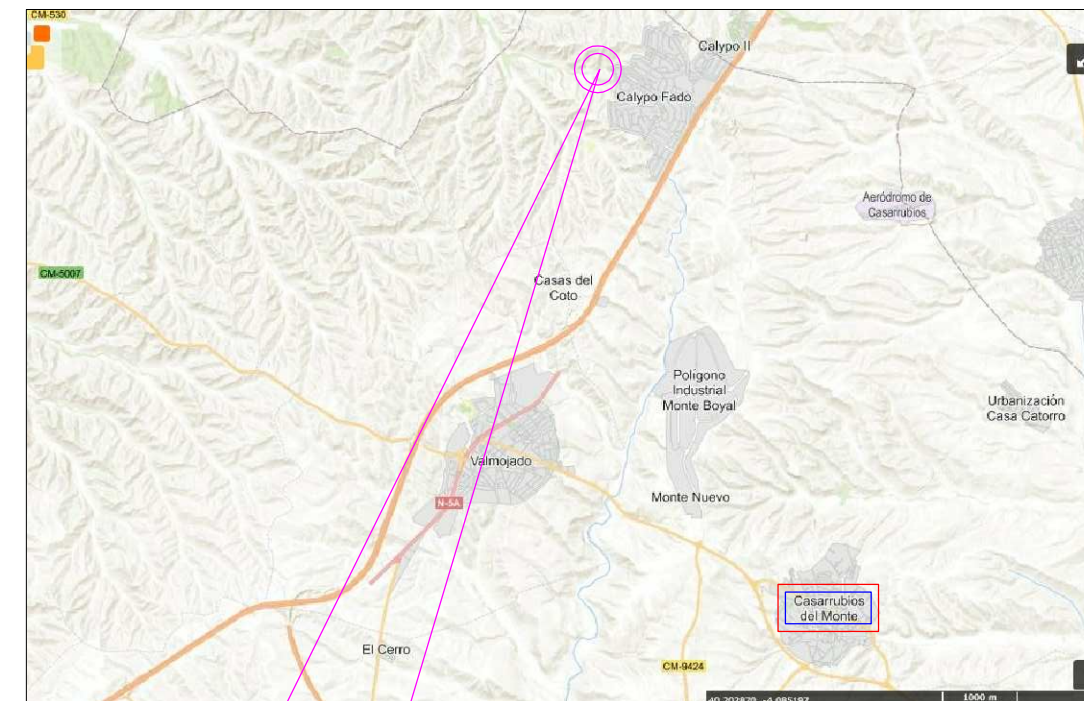 CM-530
Calypo II
Calypo Fado
Aeródromo de
Casarrubios
CM-5007
Casas del
Coto
Polígono
Industrial
Monte Boyal
Urbanización
Casa Catorro
Valmojado
N-5A
Monte Nuevo
Casarrubios
del Monte
El Cerro
CM-9424
1000 m